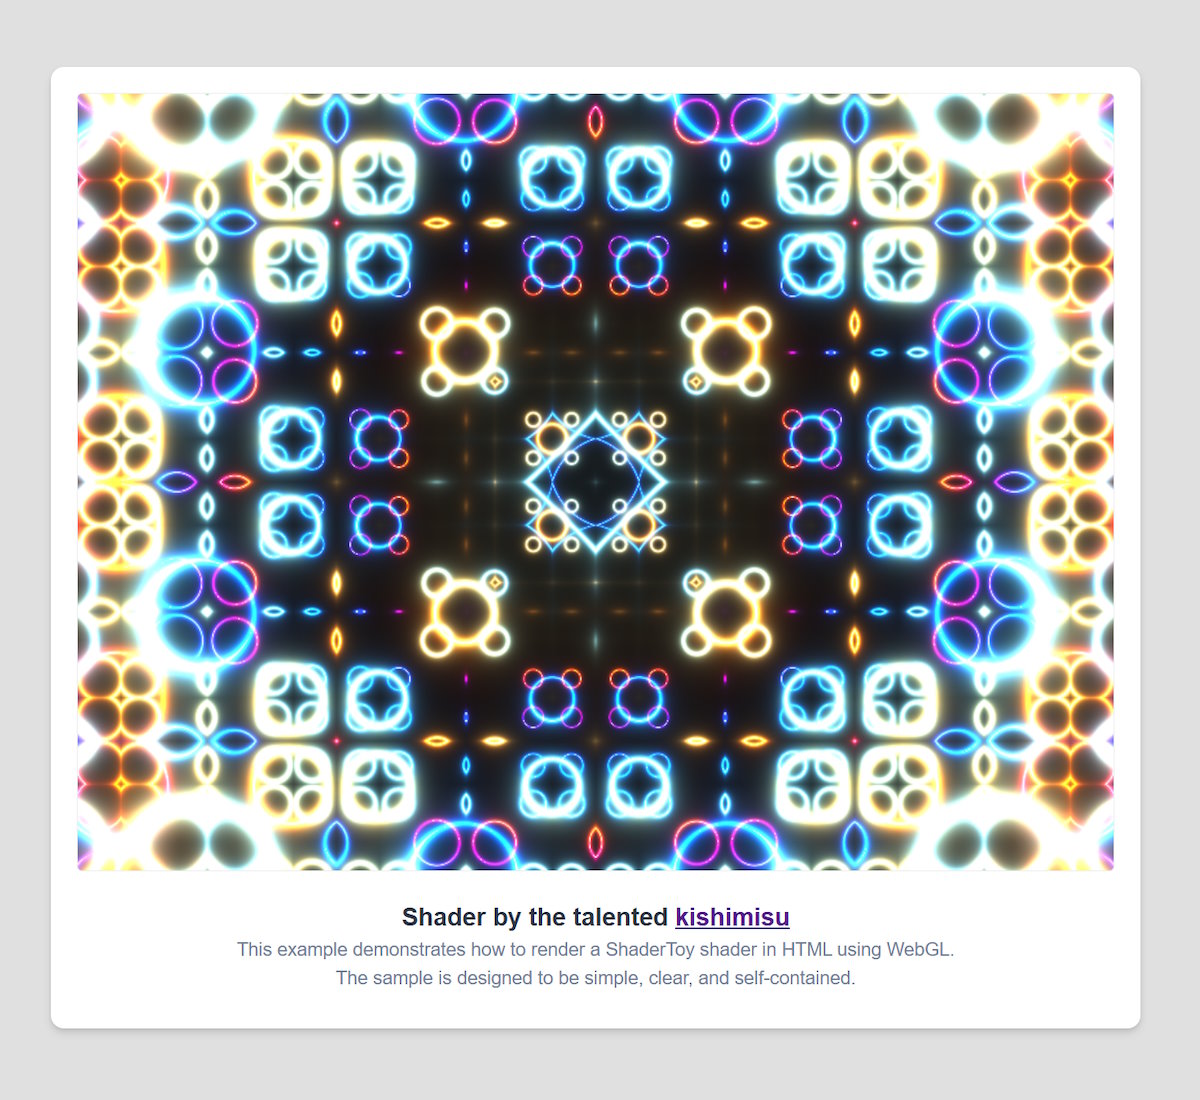 Shader by the talented kishimisu
This example demonstrates how to render a ShaderToy shader in HTML using WebGL.
The sample is designed to be simple, clear, and self-contained.